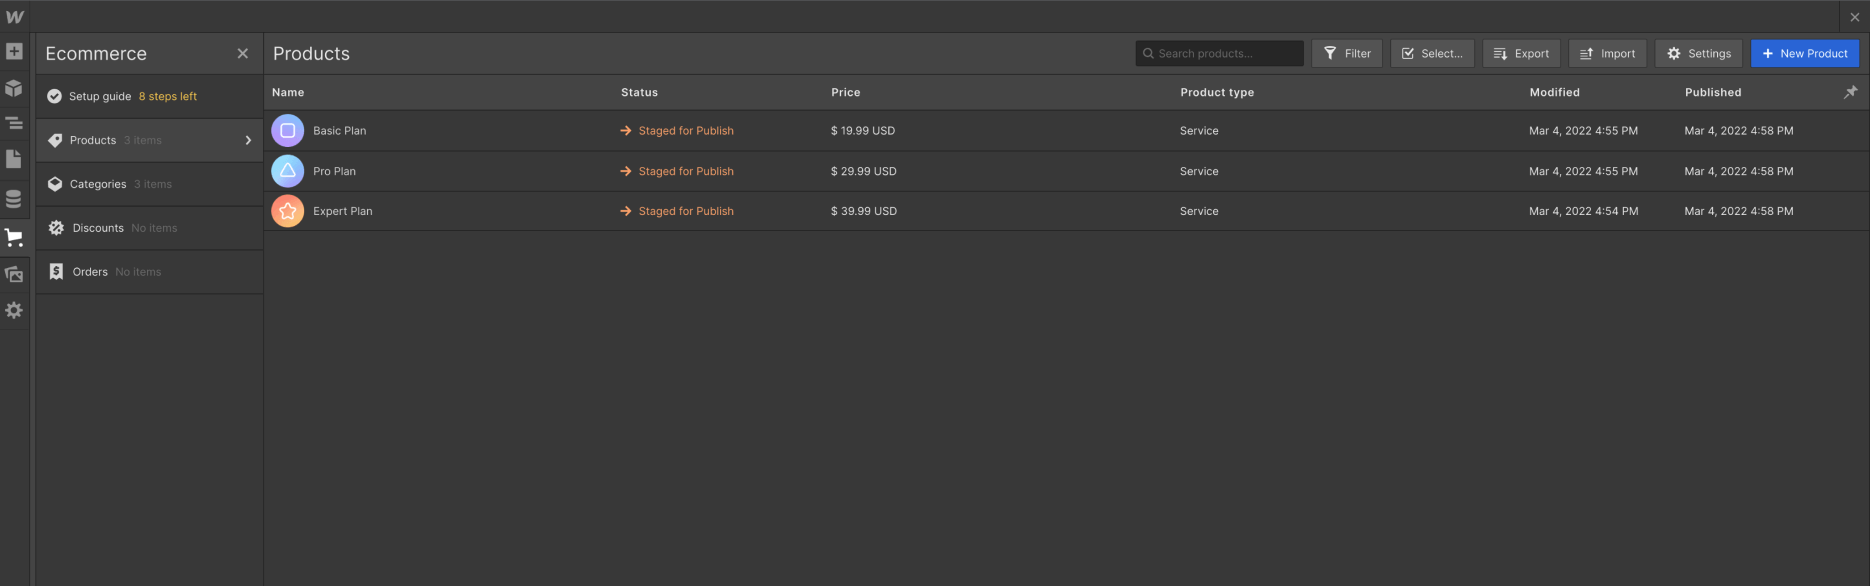 Ecommerce
Products
Search products...
Filter
Select...
Export
Import
Settings
New Product
Setup guide 8 steps left
Products 3 items
Categories 3 items
Discounts No items
Orders No items
Name Status Price Product type Modified Published
Basic Plan Staged for Publish $ 19.99 USD Service Mar 4, 2022 4:55 PM Mar 4, 2022 4:58 PM
Pro Plan Staged for Publish $ 29.99 USD Service Mar 4, 2022 4:55 PM Mar 4, 2022 4:58 PM
Expert Plan Staged for Publish $ 39.99 USD Service Mar 4, 2022 4:54 PM Mar 4, 2022 4:58 PM